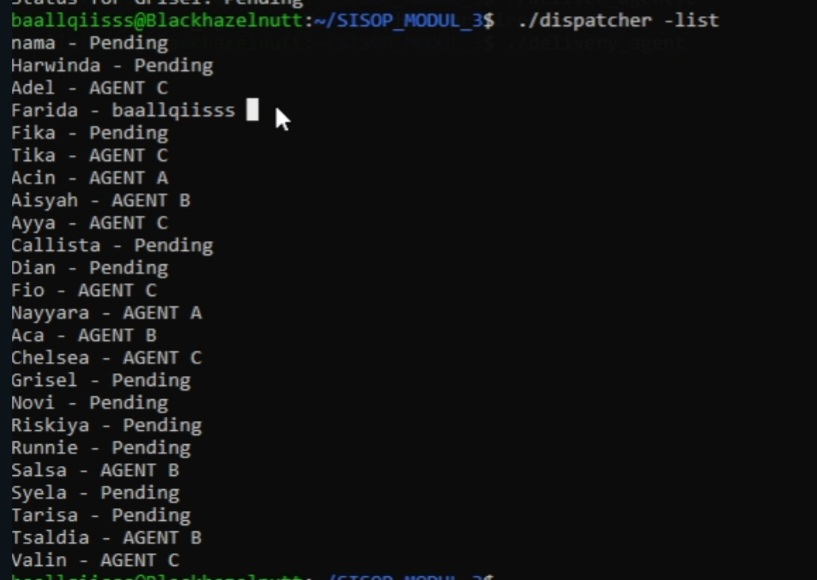 Status for Grisel: Pending
baallqiisss@Blackhazelnutt:~/SISOP_MODUL_3$ ./dispatcher -list
nama - Pending
Harwinda - Pending
Adel - AGENT C
Farida - baallqiisss
Fika - Pending
Tika - AGENT C
Acin - AGENT A
Aisyah - AGENT B
Ayya - AGENT C
Callista - Pending
Dian - Pending
Fio - AGENT C
Nayyara - AGENT A
Aca - AGENT B
Chelsea - AGENT C
Grisel - Pending
Novi - Pending
Riskiya - Pending
Runnie - Pending
Salsa - AGENT B
Syela - Pending
Tarisa - Pending
Tsaldia - AGENT B
Valin - AGENT C
baallqiisss@Blackhazelnutt:~/SISOP_MODUL_3$